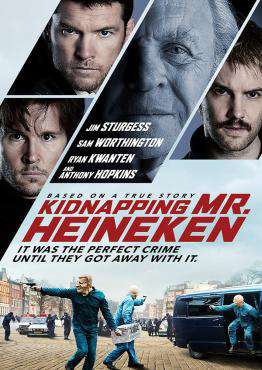 JIM STURGESS
SAM WORTHINGTON
RYAN KWANTEN
AND
ANTHONY HOPKINS
BASED ON A TRUE STORY
KIDNAPPING MR.
HEINEKEN
IT WAS THE PERFECT CRIME
UNTIL THEY GOT AWAY WITH IT.